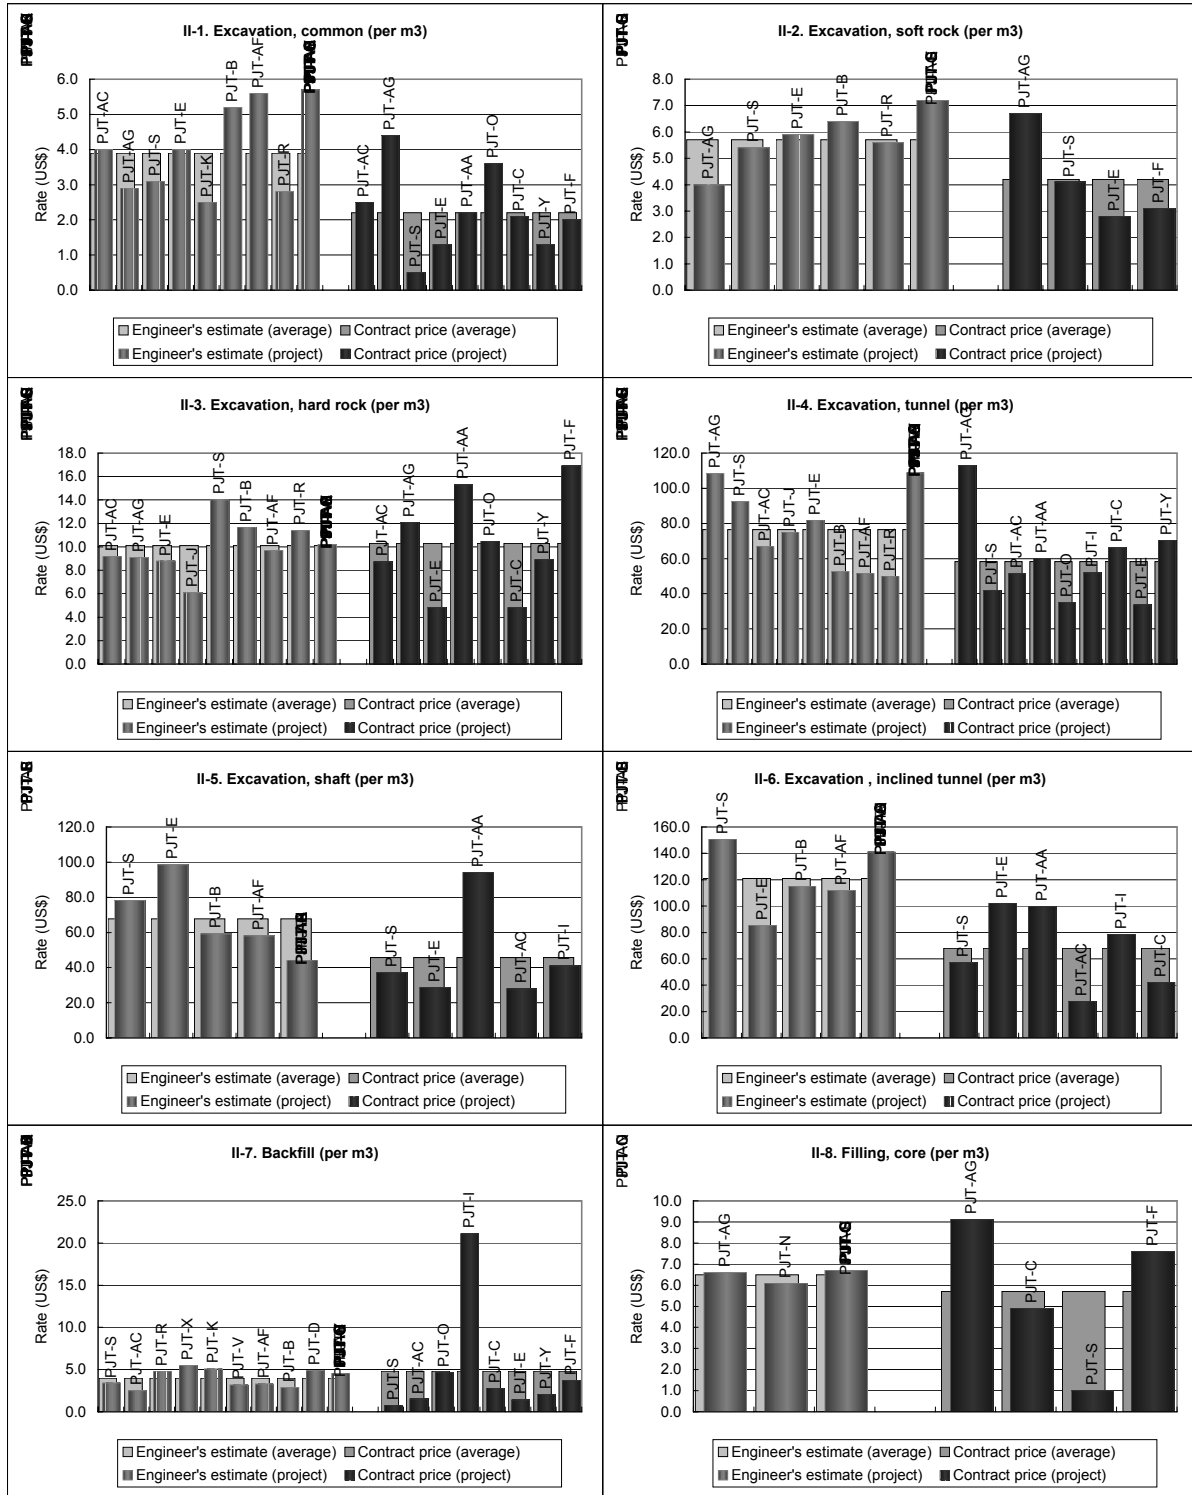 II-1. Excavation, common (per m3)
Rate (US$)
6.0
5.0
4.0
3.0
2.0
1.0
0.0
PJT-AC
PJT-AG
PJT-S
PJT-E
PJT-K
PJT-B
PJT-AF
PJT-R
PJT-AC
PJT-AG
PJT-S
PJT-E
PJT-AA
PJT-O
PJT-C
PJT-Y
PJT-F
Engineer's estimate (average)
Contract price (average)
Engineer's estimate (project)
Contract price (project)
II-2. Excavation, soft rock (per m3)
Rate (US$)
8.0
7.0
6.0
5.0
4.0
3.0
2.0
1.0
0.0
PJT-AG
PJT-S
PJT-E
PJT-B
PJT-R
PJT-AG
PJT-S
PJT-E
PJT-F
Engineer's estimate (average)
Contract price (average)
Engineer's estimate (project)
Contract price (project)
II-3. Excavation, hard rock (per m3)
Rate (US$)
18.0
16.0
14.0
12.0
10.0
8.0
6.0
4.0
2.0
0.0
PJT-AC
PJT-AG
PJT-E
PJT-J
PJT-S
PJT-B
PJT-AF
PJT-R
PJT-AC
PJT-AG
PJT-E
PJT-AA
PJT-O
PJT-C
PJT-Y
PJT-F
Engineer's estimate (average)
Contract price (average)
Engineer's estimate (project)
Contract price (project)
II-4. Excavation, tunnel (per m3)
Rate (US$)
120.0
100.0
80.0
60.0
40.0
20.0
0.0
PJT-AG
PJT-S
PJT-AC
PJT-J
PJT-E
PJT-B
PJT-AF
PJT-R
PJT-AG
PJT-S
PJT-AC
PJT-AA
PJT-O
PJT-I
PJT-C
PJT-E
PJT-Y
Engineer's estimate (average)
Contract price (average)
Engineer's estimate (project)
Contract price (project)
II-5. Excavation, shaft (per m3)
Rate (US$)
120.0
100.0
80.0
60.0
40.0
20.0
0.0
PJT-S
PJT-E
PJT-B
PJT-AF
PJT-S
PJT-E
PJT-AA
PJT-AC
PJT-I
Engineer's estimate (average)
Contract price (average)
Engineer's estimate (project)
Contract price (project)
II-6. Excavation , inclined tunnel (per m3)
Rate (US$)
160.0
140.0
120.0
100.0
80.0
60.0
40.0
20.0
0.0
PJT-S
PJT-E
PJT-B
PJT-AF
PJT-S
PJT-E
PJT-AA
PJT-AC
PJT-I
PJT-C
Engineer's estimate (average)
Contract price (average)
Engineer's estimate (project)
Contract price (project)
II-7. Backfill (per m3)
Rate (US$)
25.0
20.0
15.0
10.0
5.0
0.0
PJT-S
PJT-AC
PJT-R
PJT-X
PJT-K
PJT-V
PJT-AF
PJT-B
PJT-D
PJT-S
PJT-AC
PJT-O
PJT-I
PJT-C
PJT-E
PJT-Y
PJT-F
Engineer's estimate (average)
Contract price (average)
Engineer's estimate (project)
Contract price (project)
II-8. Filling, core (per m3)
Rate (US$)
10.0
9.0
8.0
7.0
6.0
5.0
4.0
3.0
2.0
1.0
0.0
PJT-AG
PJT-N
PJT-AG
PJT-C
PJT-S
PJT-F
Engineer's estimate (average)
Contract price (average)
Engineer's estimate (project)
Contract price (project)